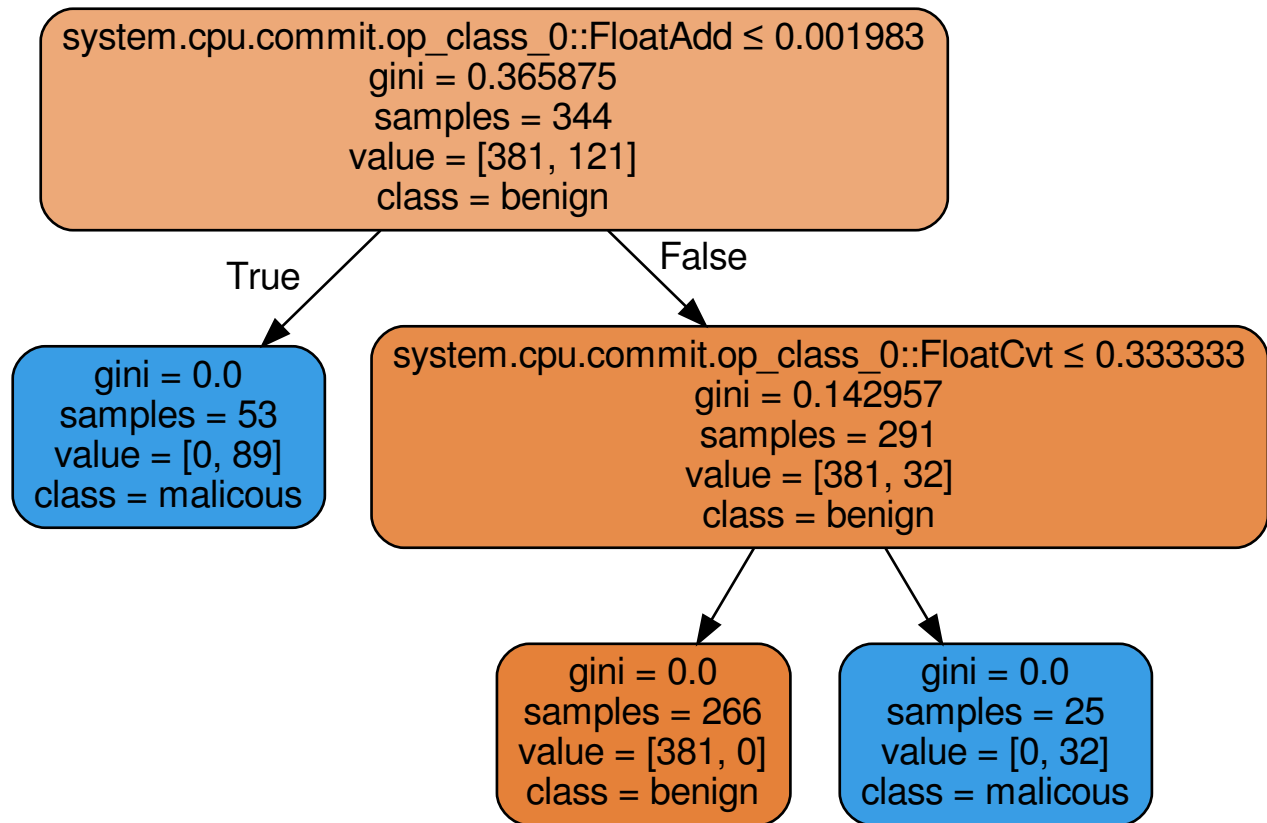 system.cpu.commit.op_class_0::FloatAdd ≤ 0.001983
gini = 0.365875
samples = 344
value = [381, 121]
class = benign
True
False
gini = 0.0
samples = 53
value = [0, 89]
class = malicous
system.cpu.commit.op_class_0::FloatCvt ≤ 0.333333
gini = 0.142957
samples = 291
value = [381, 32]
class = benign
gini = 0.0
samples = 266
value = [381, 0]
class = benign
gini = 0.0
samples = 25
value = [0, 32]
class = malicous